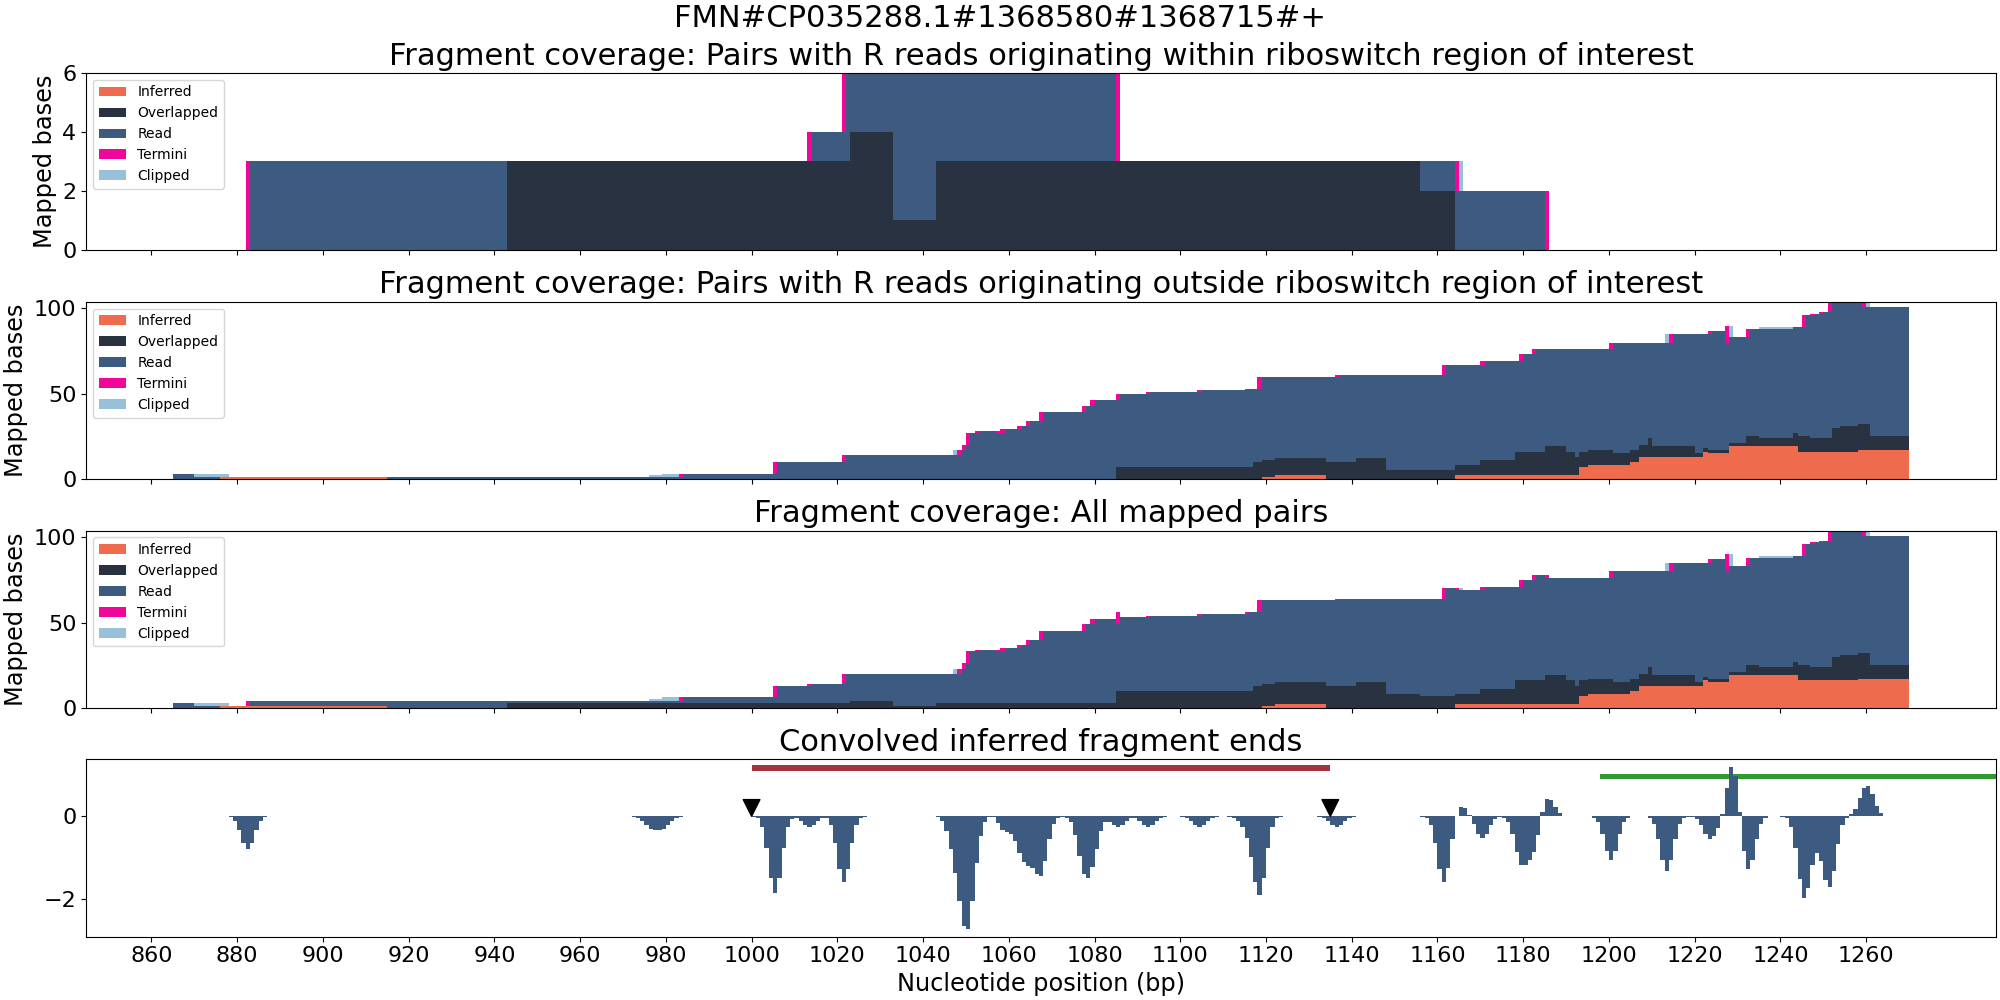 FMN#CP035288.1#1368580#1368715#+
Fragment coverage: Pairs with R reads originating within riboswitch region of interest
Mapped bases
6
4
2
0
Inferred
Overlapped
Read
Termini
Clipped
Fragment coverage: Pairs with R reads originating outside riboswitch region of interest
Mapped bases
100
50
0
Inferred
Overlapped
Read
Termini
Clipped
Fragment coverage: All mapped pairs
Mapped bases
100
50
0
Inferred
Overlapped
Read
Termini
Clipped
Convolved inferred fragment ends
0
−2
860 880 900 920 940 960 980 1000 1020 1040 1060 1080 1100 1120 1140 1160 1180 1200 1220 1240 1260
Nucleotide position (bp)